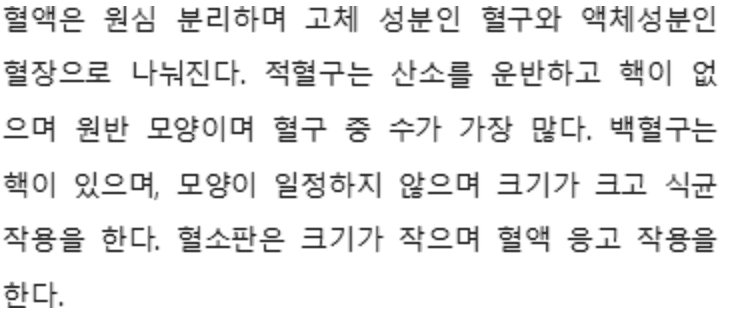 혈액은 원심 분리하며 고체 성분인 혈구와 액체성분인
혈장으로 나눠진다. 적혈구는 산소를 운반하고 핵이 없
으며 원반 모양이며 혈구 중 수가 가장 많다. 백혈구는
핵이 있으며, 모양이 일정하지 않으며 크기가 크고 식균
작용을 한다. 혈소판은 크기가 작으며 혈액 응고 작용을
한다.